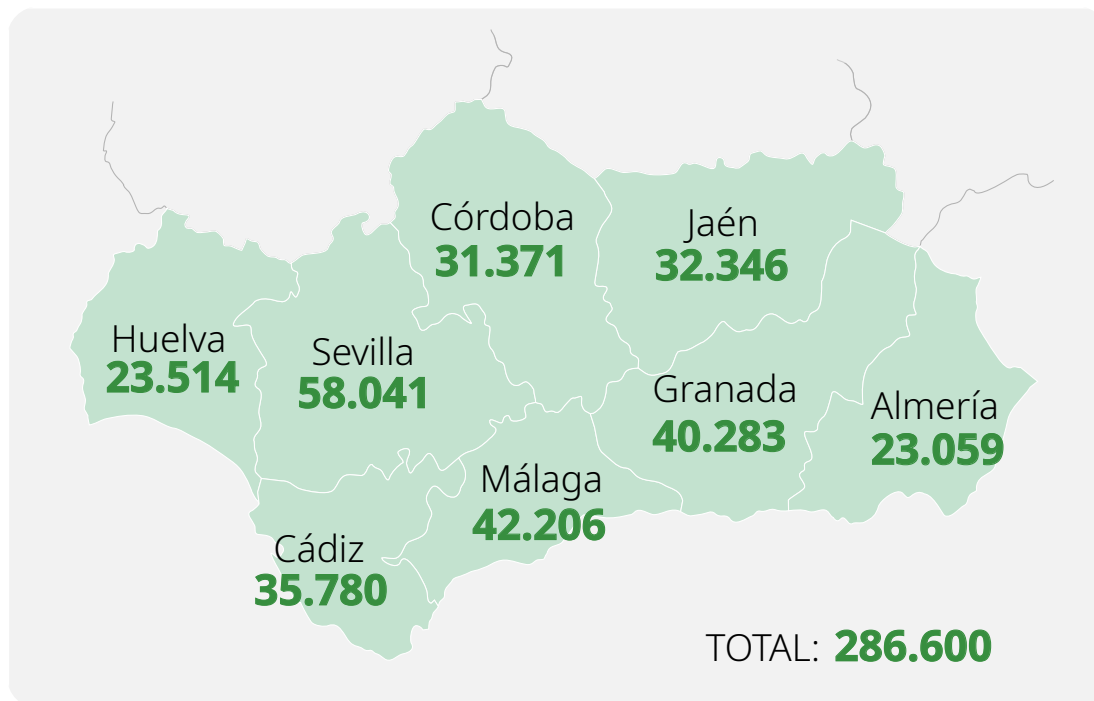 Córdoba
31.371
Jaén
32.346
Huelva
23.514
Sevilla
58.041
Granada
40.283
Almería
23.059
Málaga
42.206
Cádiz
35.780
TOTAL: 286.600